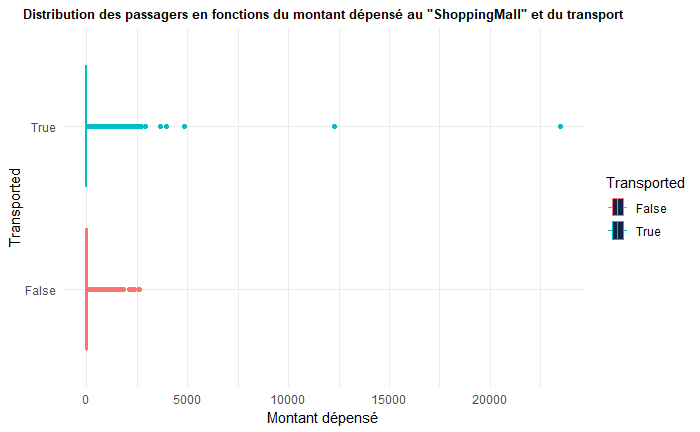 Distribution des passagers en fonctions du montant dépensé au "ShoppingMall" et du transport
Transported
True
False
0
5000
10000
15000
20000
Montant dépensé
Transported
False
True